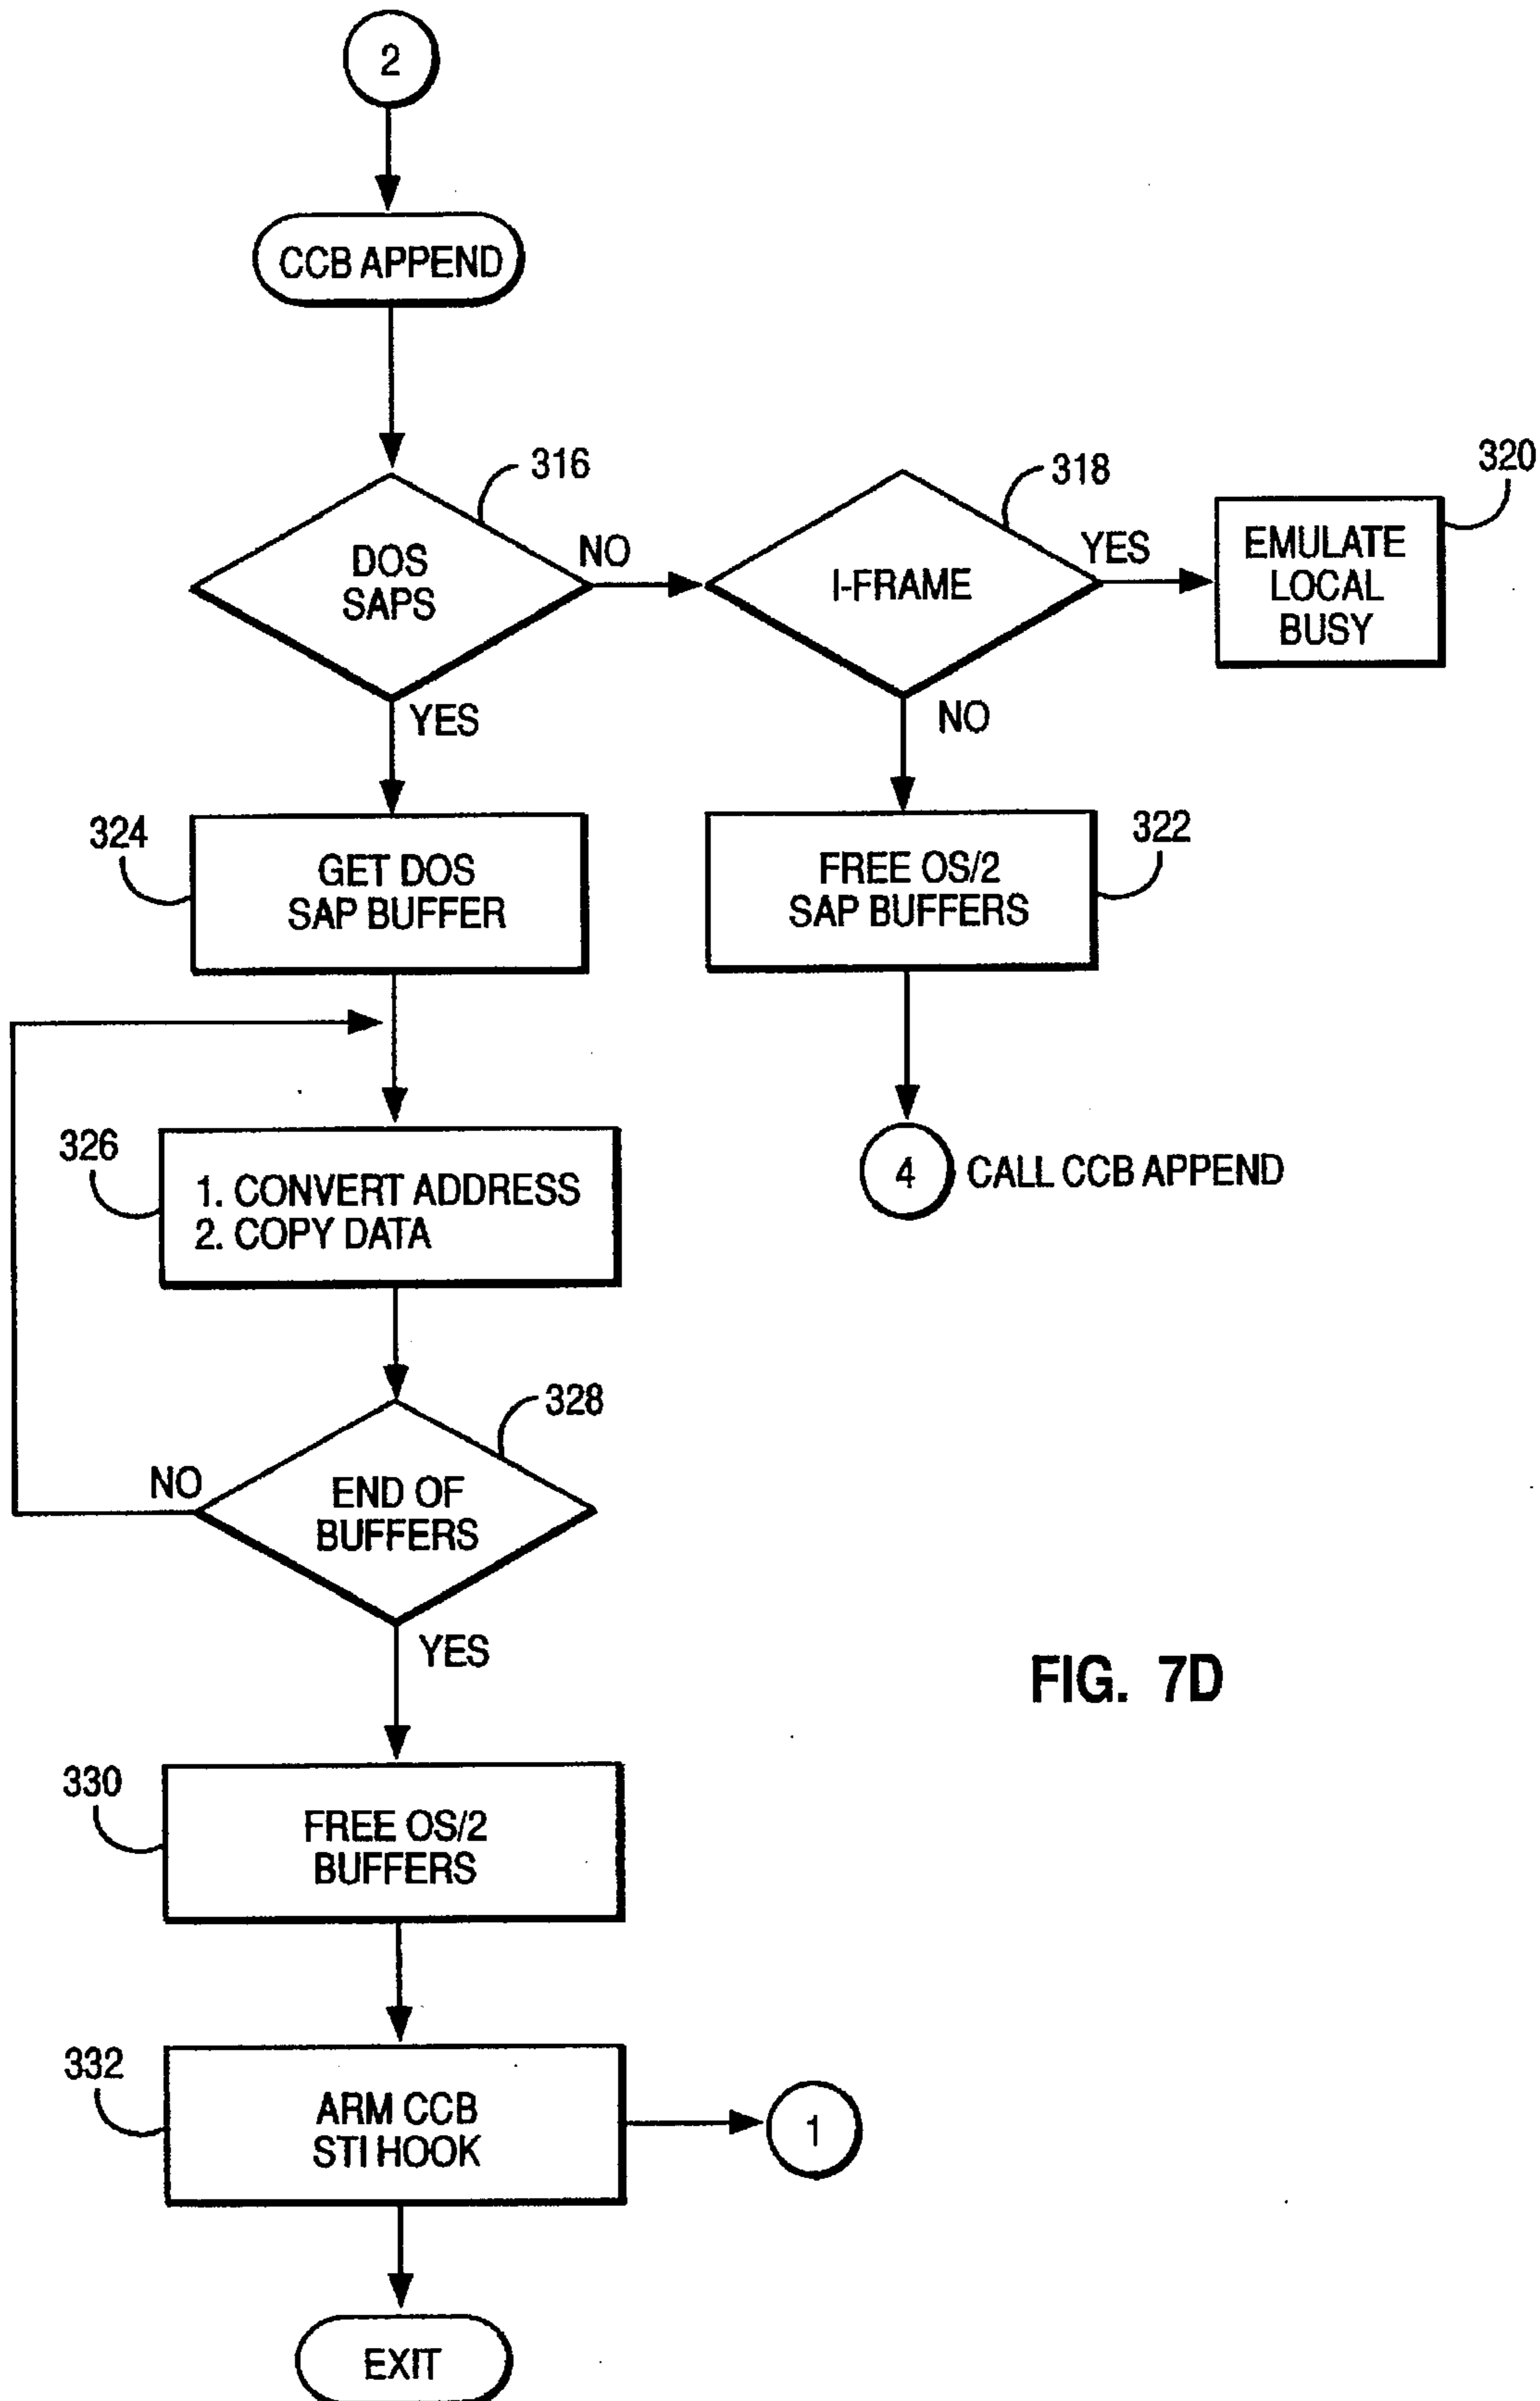 2
CCB APPEND
316
DOS
SAPS
NO
318
I-FRAME
YES
320
EMULATE
LOCAL
BUSY
YES
NO
324
GET DOS
SAP BUFFER
322
FREE OS/2
SAP BUFFERS
326
1. CONVERT ADDRESS
2. COPY DATA
4
CALL CCB APPEND
328
NO
END OF
BUFFERS
YES
FIG. 7D
330
FREE OS/2
BUFFERS
332
ARM CCB
STI HOOK
1
EXIT